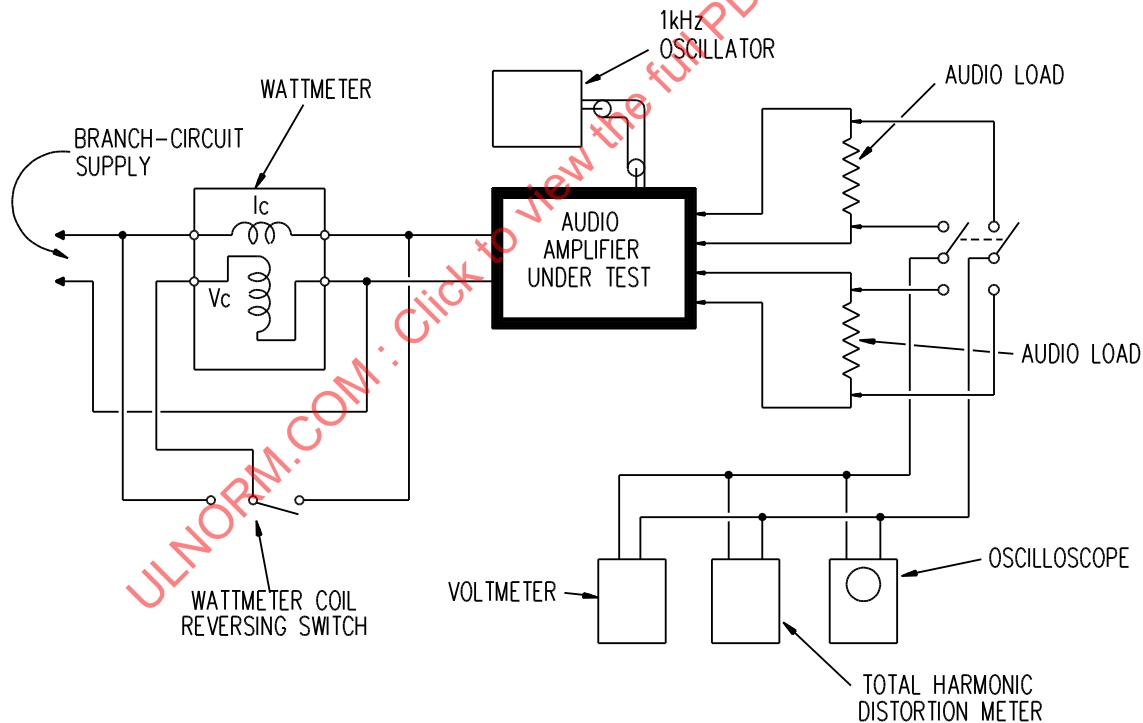 1kHz
OSCILLATOR
AUDIO LOAD
WATTMETER
BRANCH-CIRCUIT
SUPPLY
Ic
Vc
AUDIO
AMPLIFIER
UNDER TEST
AUDIO LOAD
VOLTMETER
OSCILLOSCOPE
WATTMETER COIL
REVERSING SWITCH
TOTAL HARMONIC
DISTORTION METER
ULNORM.COM : Click to view the full PD